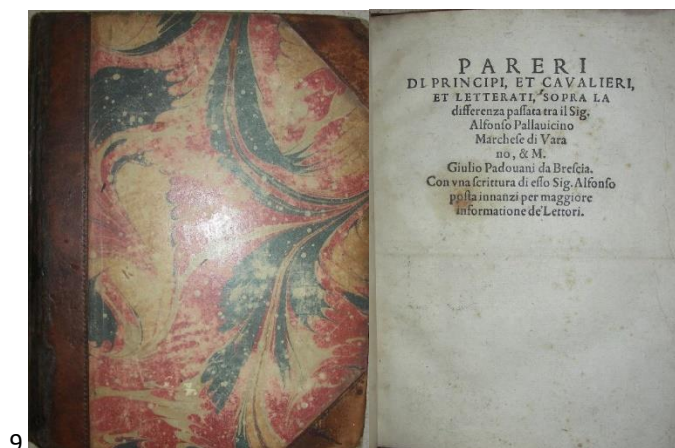 PARERI
DI PRINCIPI, ET CAVALIERI,
ET LETTERATI, SOPRA LA
differenza paſſata tra il Sig.
Alfonſo Pallauicino
Marcheſe di Vara
no, & M.
Giulio Padouani da Breſcia.
Con vna ſcrittura di eſſo Sig. Alfonſo
poſta innanzi per maggiore
informatione de'Lettori.
9